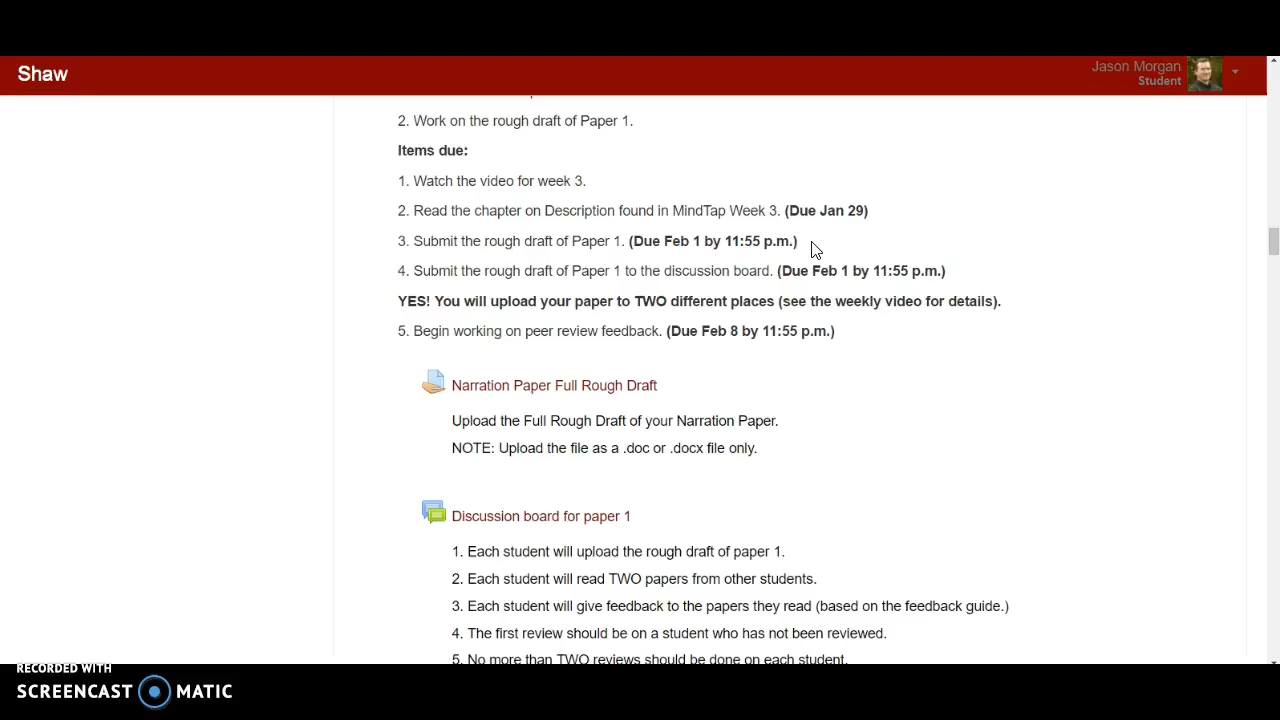 Shaw
Jason Morgan
Student
2. Work on the rough draft of Paper 1.
Items due:
1. Watch the video for week 3.
2. Read the chapter on Description found in MindTap Week 3. (Due Jan 29)
3. Submit the rough draft of Paper 1. (Due Feb 1 by 11:55 p.m.)
4. Submit the rough draft of Paper 1 to the discussion board. (Due Feb 1 by 11:55 p.m.)
YES! You will upload your paper to TWO different places (see the weekly video for details).
5. Begin working on peer review feedback. (Due Feb 8 by 11:55 p.m.)
Narration Paper Full Rough Draft
Upload the Full Rough Draft of your Narration Paper.
NOTE: Upload the file as a .doc or .docx file only.
Discussion board for paper 1
1. Each student will upload the rough draft of paper 1.
2. Each student will read TWO papers from other students.
3. Each student will give feedback to the papers they read (based on the feedback guide.)
4. The first review should be on a student who has not been reviewed.
5. No more than TWO reviews should be done on each student.
RECORDED WITH
SCREENCAST MATIC